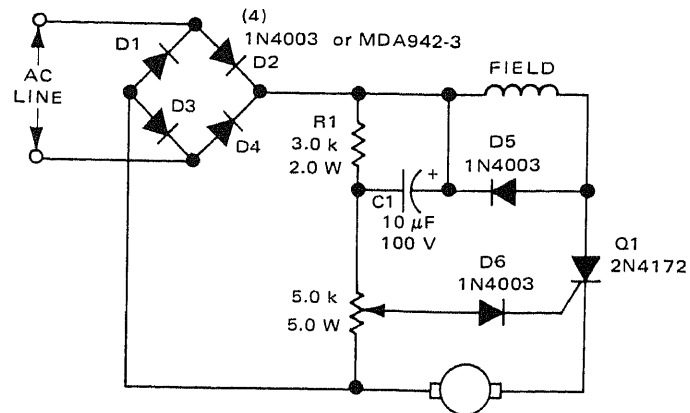 (4)
1N4003 or MDA942-3
D1
D2
AC
LINE
D3
D4
FIELD
R1
3.0 k
2.0 W
D5
1N4003
+
C1
10 µF
100 V
Q1
2N4172
D6
1N4003
5.0 k
5.0 W